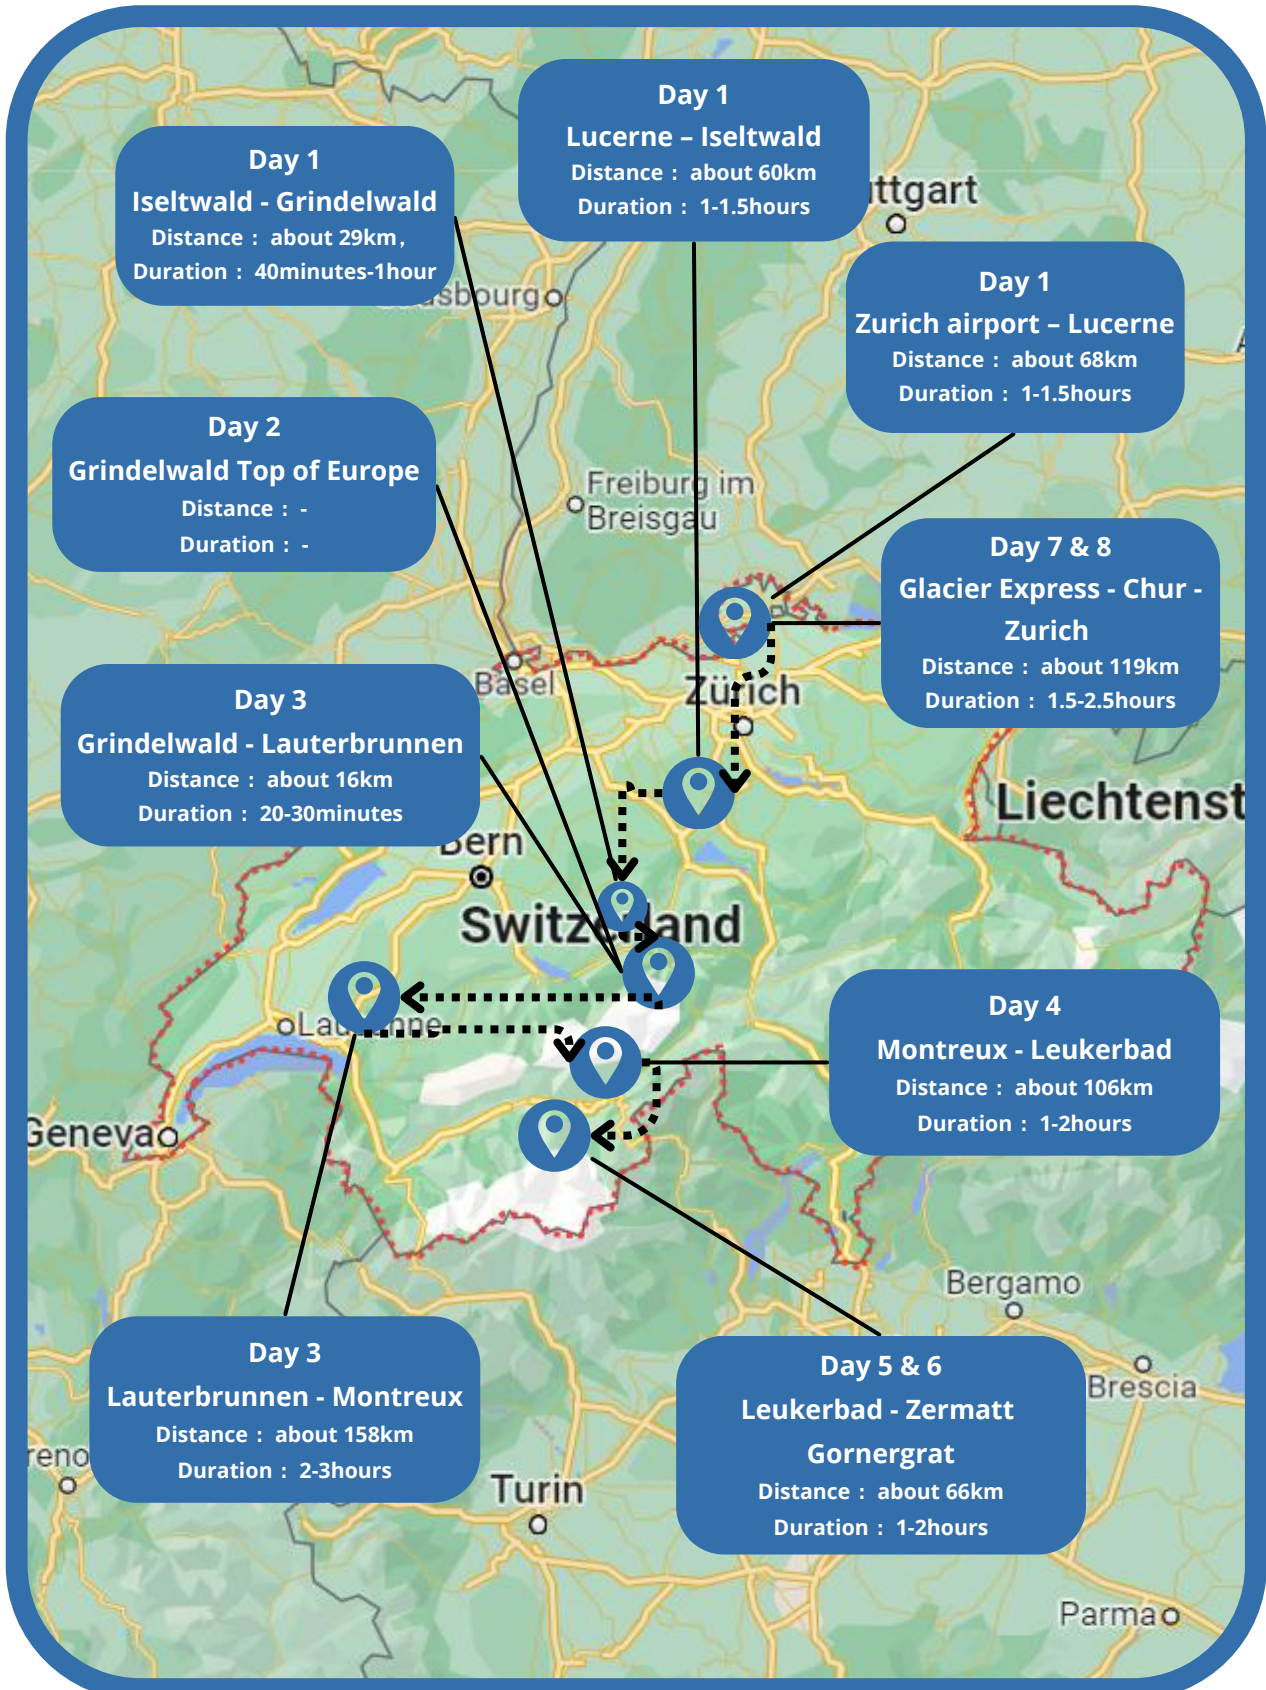 Day 1
Lucerne – Iseltwald
Distance : about 60km
Duration : 1-1.5hours
Day 1
Iseltwald - Grindelwald
Distance : about 29km,
Duration : 40minutes-1hour
uttgart
Day 1
Zurich airport – Lucerne
Distance : about 68km
Duration : 1-1.5hours
asbourg
Day 2
Grindelwald Top of Europe
Distance : -
Duration : -
Freiburg im
Breisgau
Day 7 & 8
Glacier Express - Chur -
Zurich
Distance : about 119km
Duration : 1.5-2.5hours
Basel
Zürich
Day 3
Grindelwald - Lauterbrunnen
Distance : about 16km
Duration : 20-30minutes
Liechtenst
Bern
Switzerland
Lausanne
Day 4
Montreux - Leukerbad
Distance : about 106km
Duration : 1-2hours
Geneva
Bergamo
Day 3
Lauterbrunnen - Montreux
Distance : about 158km
Duration : 2-3hours
Day 5 & 6
Leukerbad - Zermatt
Gornergrat
Distance : about 66km
Duration : 1-2hours
Brescia
reno
Turin
Parma